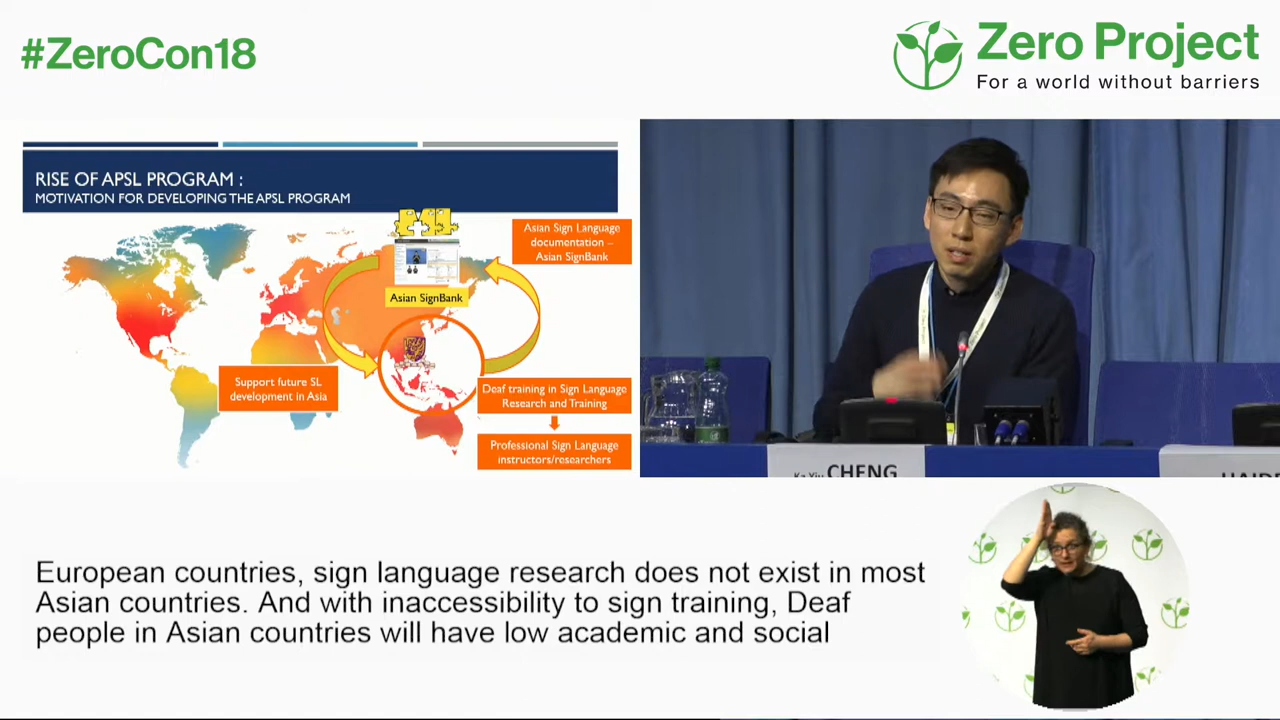 #ZeroCon18
Zero Project
For a world without barriers
RISE OF APSL PROGRAM :
MOTIVATION FOR DEVELOPING THE APSL PROGRAM
Asian Sign Language
documentation –
Asian SignBank
Asian SignBank
Support future SL
development in Asia
Deaf training in Sign Language
Research and Training
Professional Sign Language
instructors/researchers
Ka Yiu CHENG
European countries, sign language research does not exist in most
Asian countries. And with inaccessibility to sign training, Deaf
people in Asian countries will have low academic and social